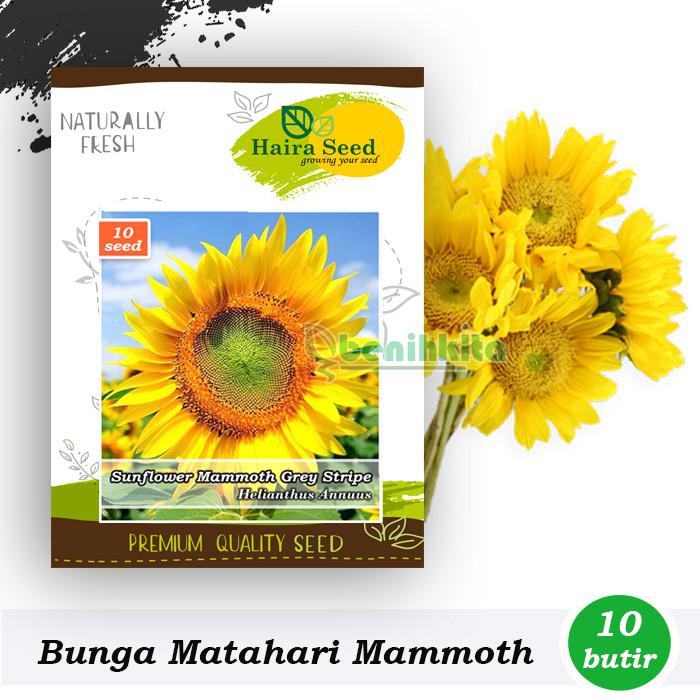 NATURALLY
FRESH
Haira Seed
growing your seed
10
seed
benihkita
Sunflower Mammoth Grey Stripe
Helianthus Annuus
PREMIUM QUALITY SEED
Bunga Matahari Mammoth
10
butir